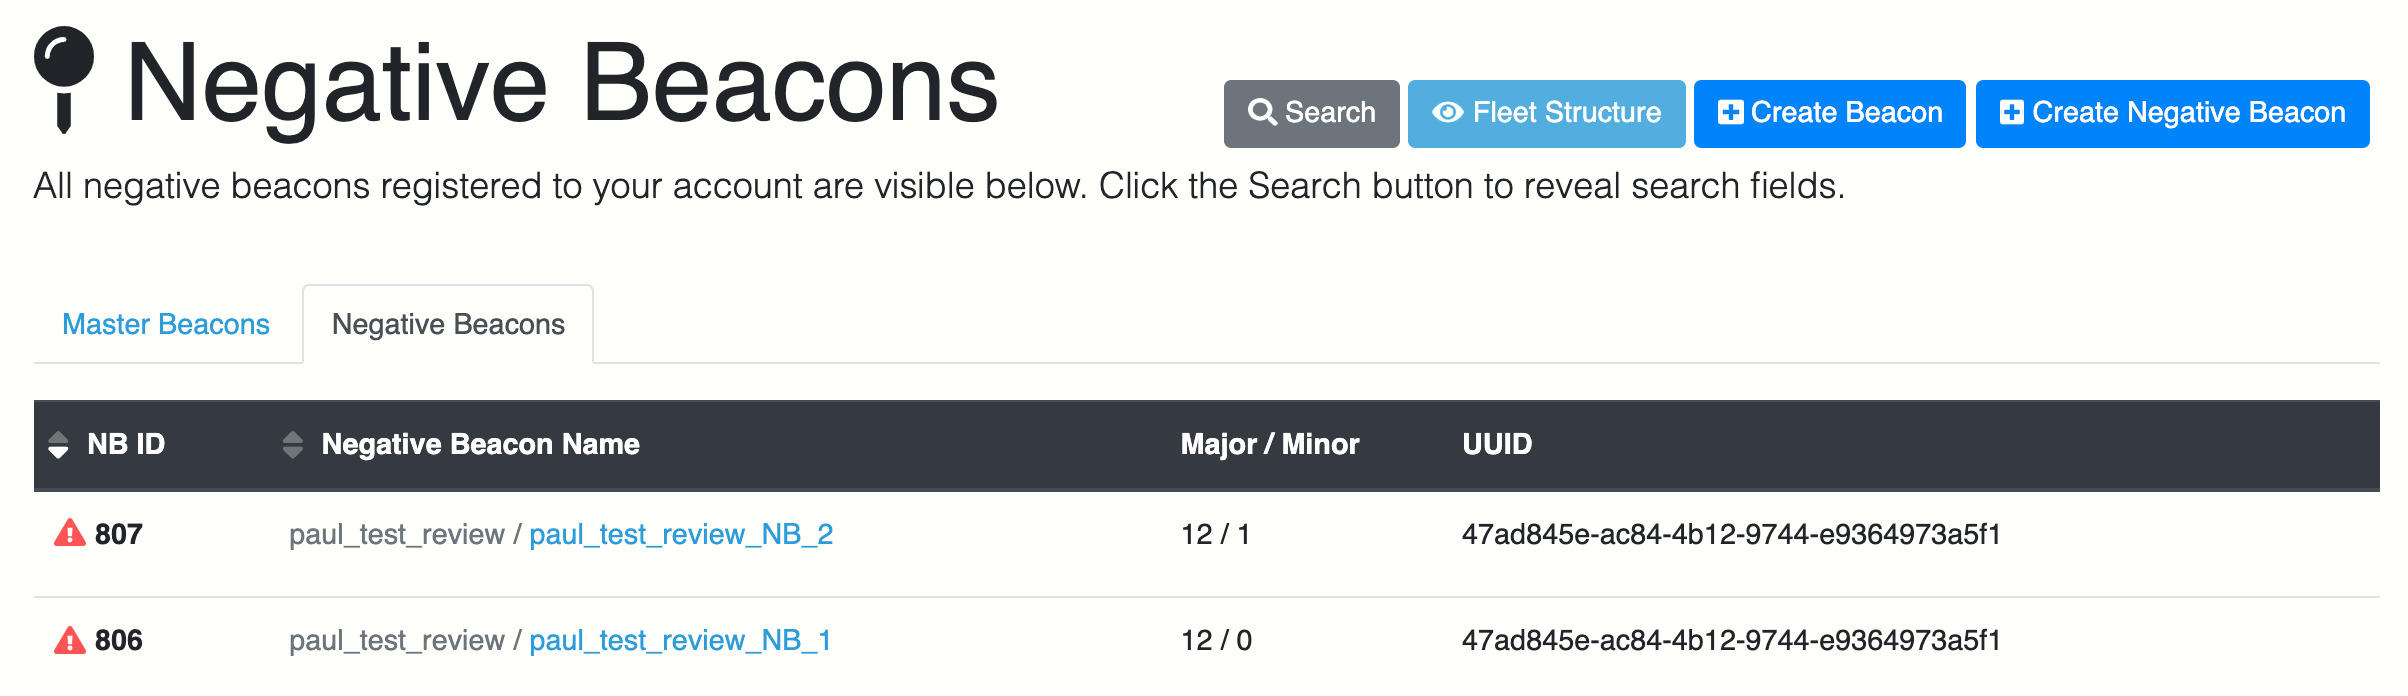 Negative Beacons
Search
Fleet Structure
Create Beacon
Create Negative Beacon
All negative beacons registered to your account are visible below. Click the Search button to reveal search fields.
Master Beacons
Negative Beacons
NB ID Negative Beacon Name Major / Minor UUID
807 paul_test_review / paul_test_review_NB_2 12 / 1 47ad845e-ac84-4b12-9744-e9364973a5f1
806 paul_test_review / paul_test_review_NB_1 12 / 0 47ad845e-ac84-4b12-9744-e9364973a5f1